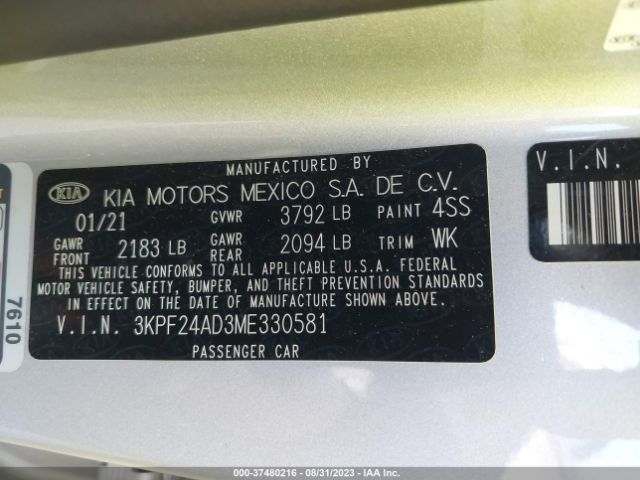 MANUFACTURED BY
KIA KIA MOTORS MEXICO S.A. DE C.V.
01/21 GVWR 3792 LB PAINT 4SS
GAWR FRONT 2183 LB GAWR REAR 2094 LB TRIM WK
THIS VEHICLE CONFORMS TO ALL APPLICABLE U.S.A. FEDERAL
MOTOR VEHICLE SAFETY, BUMPER, AND THEFT PREVENTION STANDARDS
IN EFFECT ON THE DATE OF MANUFACTURE SHOWN ABOVE.
V.I.N. 3KPF24AD3ME330581
PASSENGER CAR
V.I.N.
7610
000-37480216 - 08/31/2023 - IAA Inc.